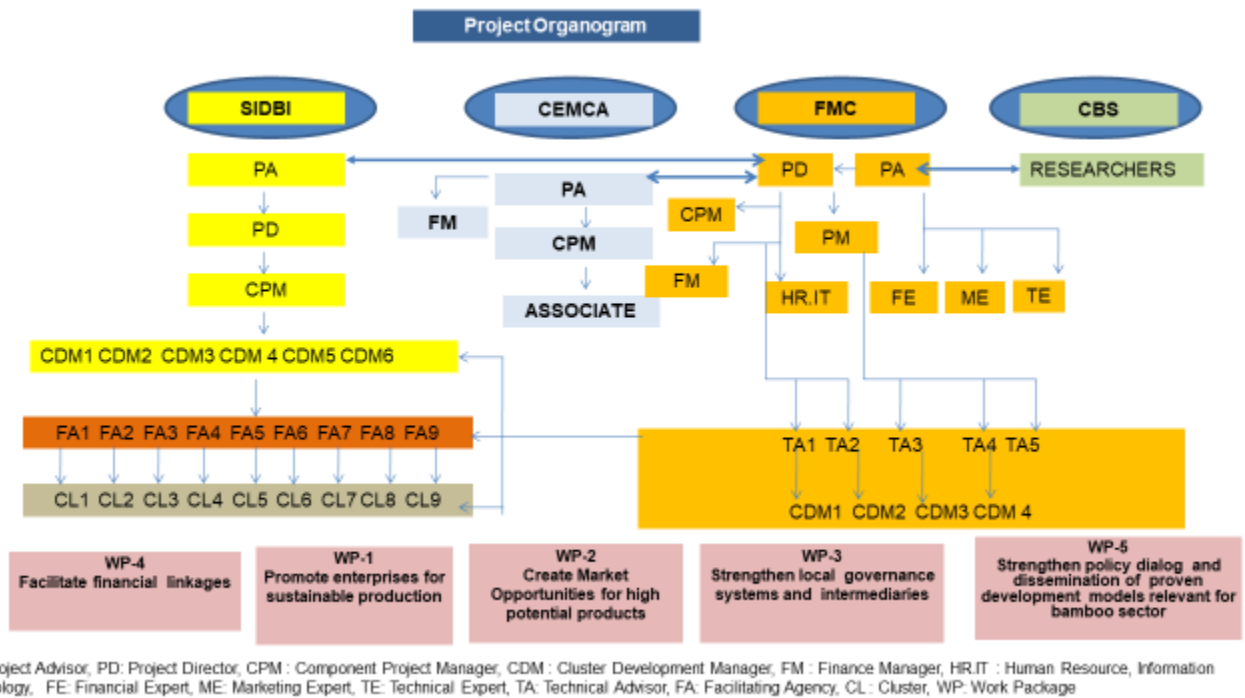 Project Organogram
SIDBI CEMCA FMC CBS
PA PD PA RESEARCHERS
PA
FM CPM
PD CPM PM
FM
CPM HR.IT FE ME TE
ASSOCIATE
CDM1 CDM2 CDM3 CDM 4 CDM5 CDM6
FA1 FA2 FA3 FA4 FA5 FA6 FA7 FA8 FA9
TA1 TA2 TA3 TA4 TA5
CL1 CL2 CL3 CL4 CL5 CL6 CL7 CL8 CL9
CDM1 CDM2 CDM3 CDM 4
WP-4
Facilitate financial linkages
WP-1
Promote enterprises for
sustainable production
WP-2
Create Market
Opportunities for high
potential products
WP-3
Strengthen local governance
systems and intermediaries
WP-5
Strengthen policy dialog and
dissemination of proven
development models relevant for
bamboo sector
oject Advisor, PD: Project Director, CPM : Component Project Manager, CDM : Cluster Development Manager, FM : Finance Manager, HR.IT : Human Resource, Information
ology, FE: Financial Expert, ME: Marketing Expert, TE: Technical Expert, TA: Technical Advisor, FA: Facilitating Agency, CL : Cluster, WP: Work Package